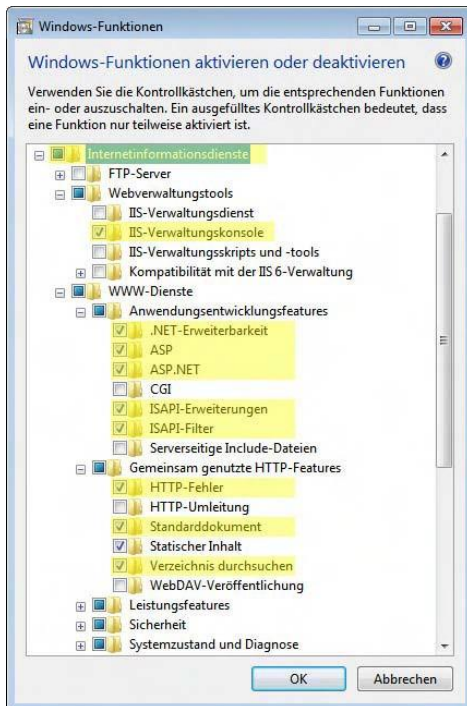 Windows-Funktionen
Windows-Funktionen aktivieren oder deaktivieren
Verwenden Sie die Kontrollkästchen, um die entsprechenden Funktionen
ein- oder auszuschalten. Ein ausgefülltes Kontrollkästchen bedeutet, dass
eine Funktion nur teilweise aktiviert ist.
Internetinformationsdienste
FTP-Server
Webverwaltungstools
IIS-Verwaltungsdienst
IIS-Verwaltungskonsole
IIS-Verwaltungsskripts und -tools
Kompatibilität mit der IIS 6-Verwaltung
WWW-Dienste
Anwendungsentwicklungsfeatures
.NET-Erweiterbarkeit
ASP
ASP.NET
CGI
ISAPI-Erweiterungen
ISAPI-Filter
Serverseitige Include-Dateien
Gemeinsam genutzte HTTP-Features
HTTP-Fehler
HTTP-Umleitung
Standarddokument
Statischer Inhalt
Verzeichnis durchsuchen
WebDAV-Veröffentlichung
Leistungsfeatures
Sicherheit
Systemzustand und Diagnose
OK Abbrechen